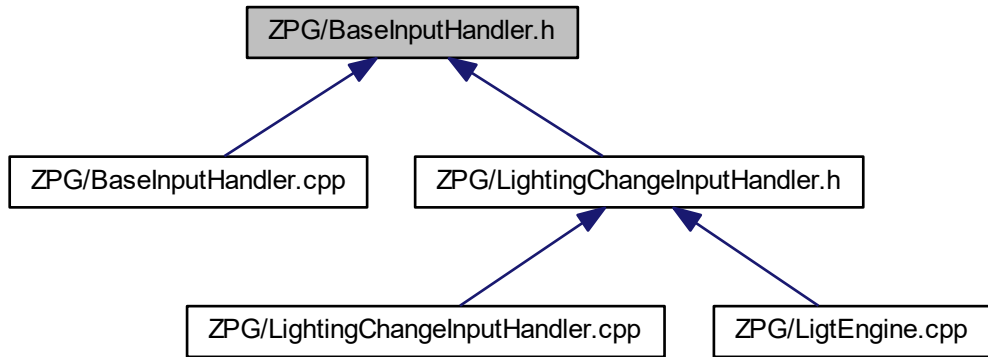 ZPG/BaseInputHandler.h
ZPG/BaseInputHandler.cpp
ZPG/LightingChangeInputHandler.h
ZPG/LightingChangeInputHandler.cpp
ZPG/LigtEngine.cpp